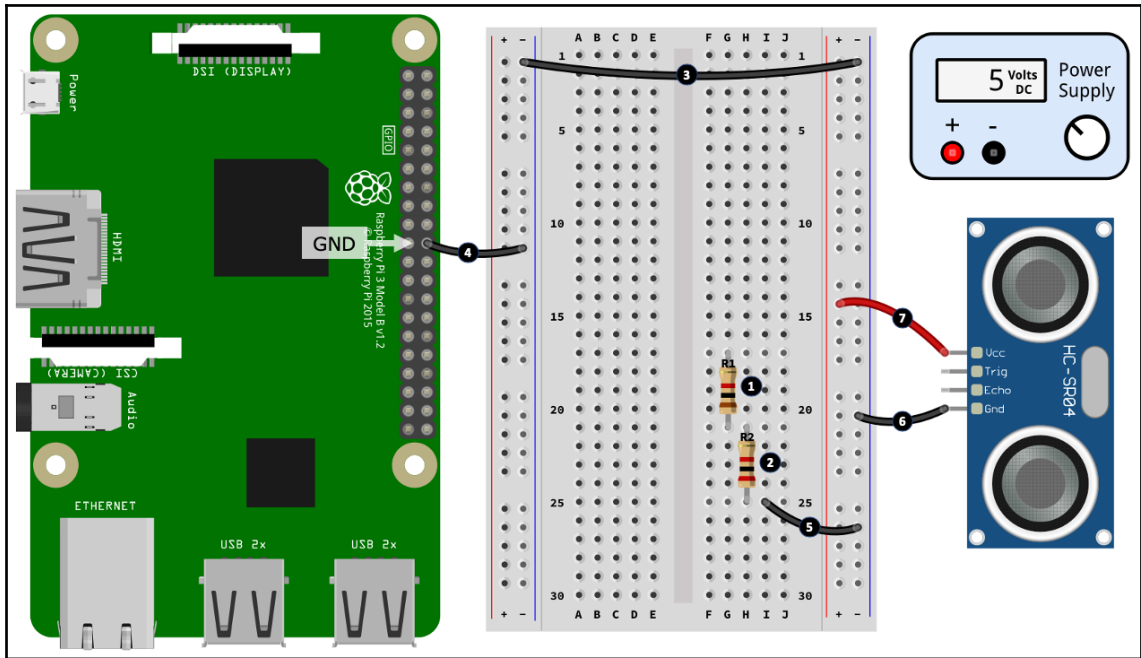 DSI (DISPLAY)
Power
HDMI
CSI (CAMERA)
Audio
ETHERNET
USB 2x
USB 2x
GPIO
Raspberry Pi 3 Model B v1.2
© Raspberry Pi 2015
GND
4
+ -
A B C D E
F G H I J
+ -
1
1
3
5
5
10
10
15
15
20
20
25
25
30
30
R1
1
R2
2
5
+ -
A B C D E
F G H I J
+ -
5 Volts DC
Power
Supply
+ -
7
6
Vcc
Trig
Echo
Gnd
HC-SR04